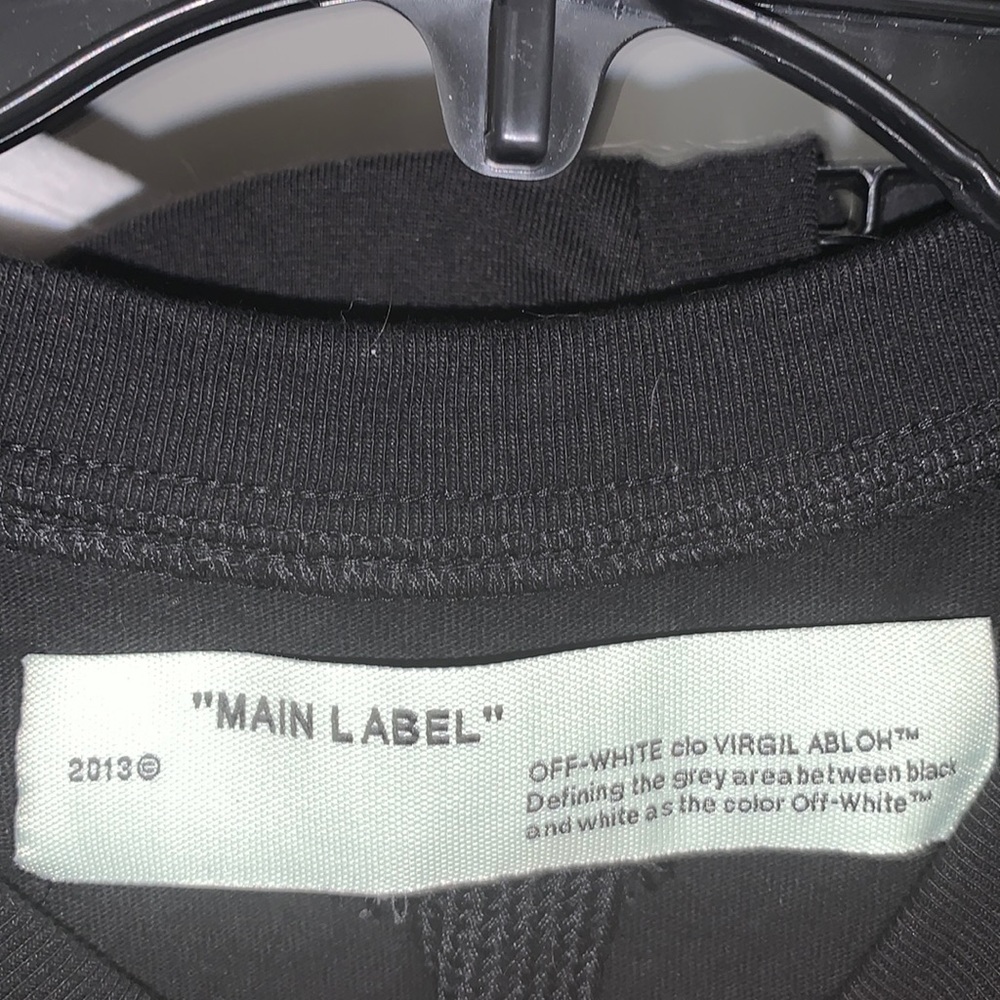 "MAIN LABEL"
2013©
OFF-WHITE c/o VIRGIL ABLOH™
Defining the grey area between black
and white as the color Off-White™